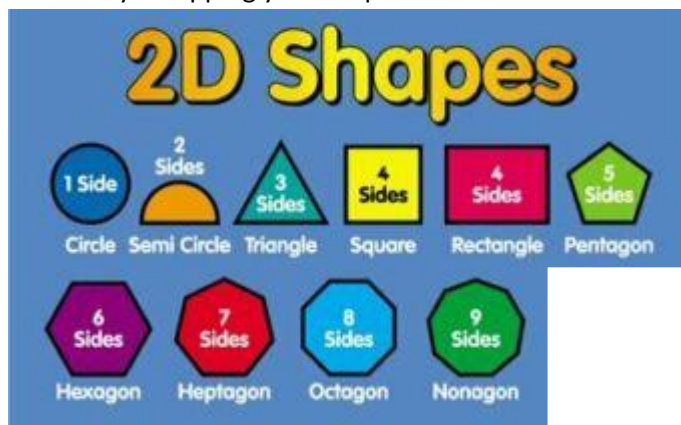 2D Shapes
1 Side
2
Sides
3
Sides
4
Sides
4
Sides
5
Sides
Circle
Semi Circle
Triangle
Square
Rectangle
Pentagon
6
Sides
7
Sides
8
Sides
9
Sides
Hexagon
Heptagon
Octagon
Nonagon